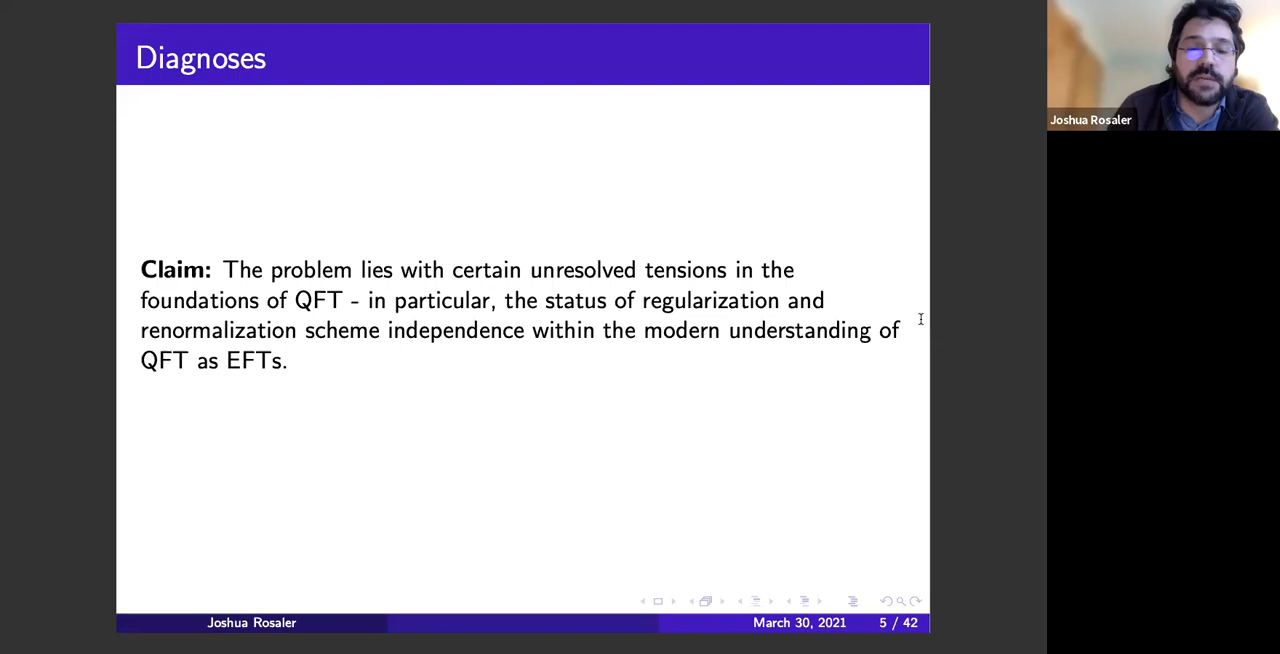 Diagnoses
Claim: The problem lies with certain unresolved tensions in the
foundations of QFT - in particular, the status of regularization and
renormalization scheme independence within the modern understanding of
QFT as EFTs.
Joshua Rosaler
March 30, 2021
5 / 42
Joshua Rosaler